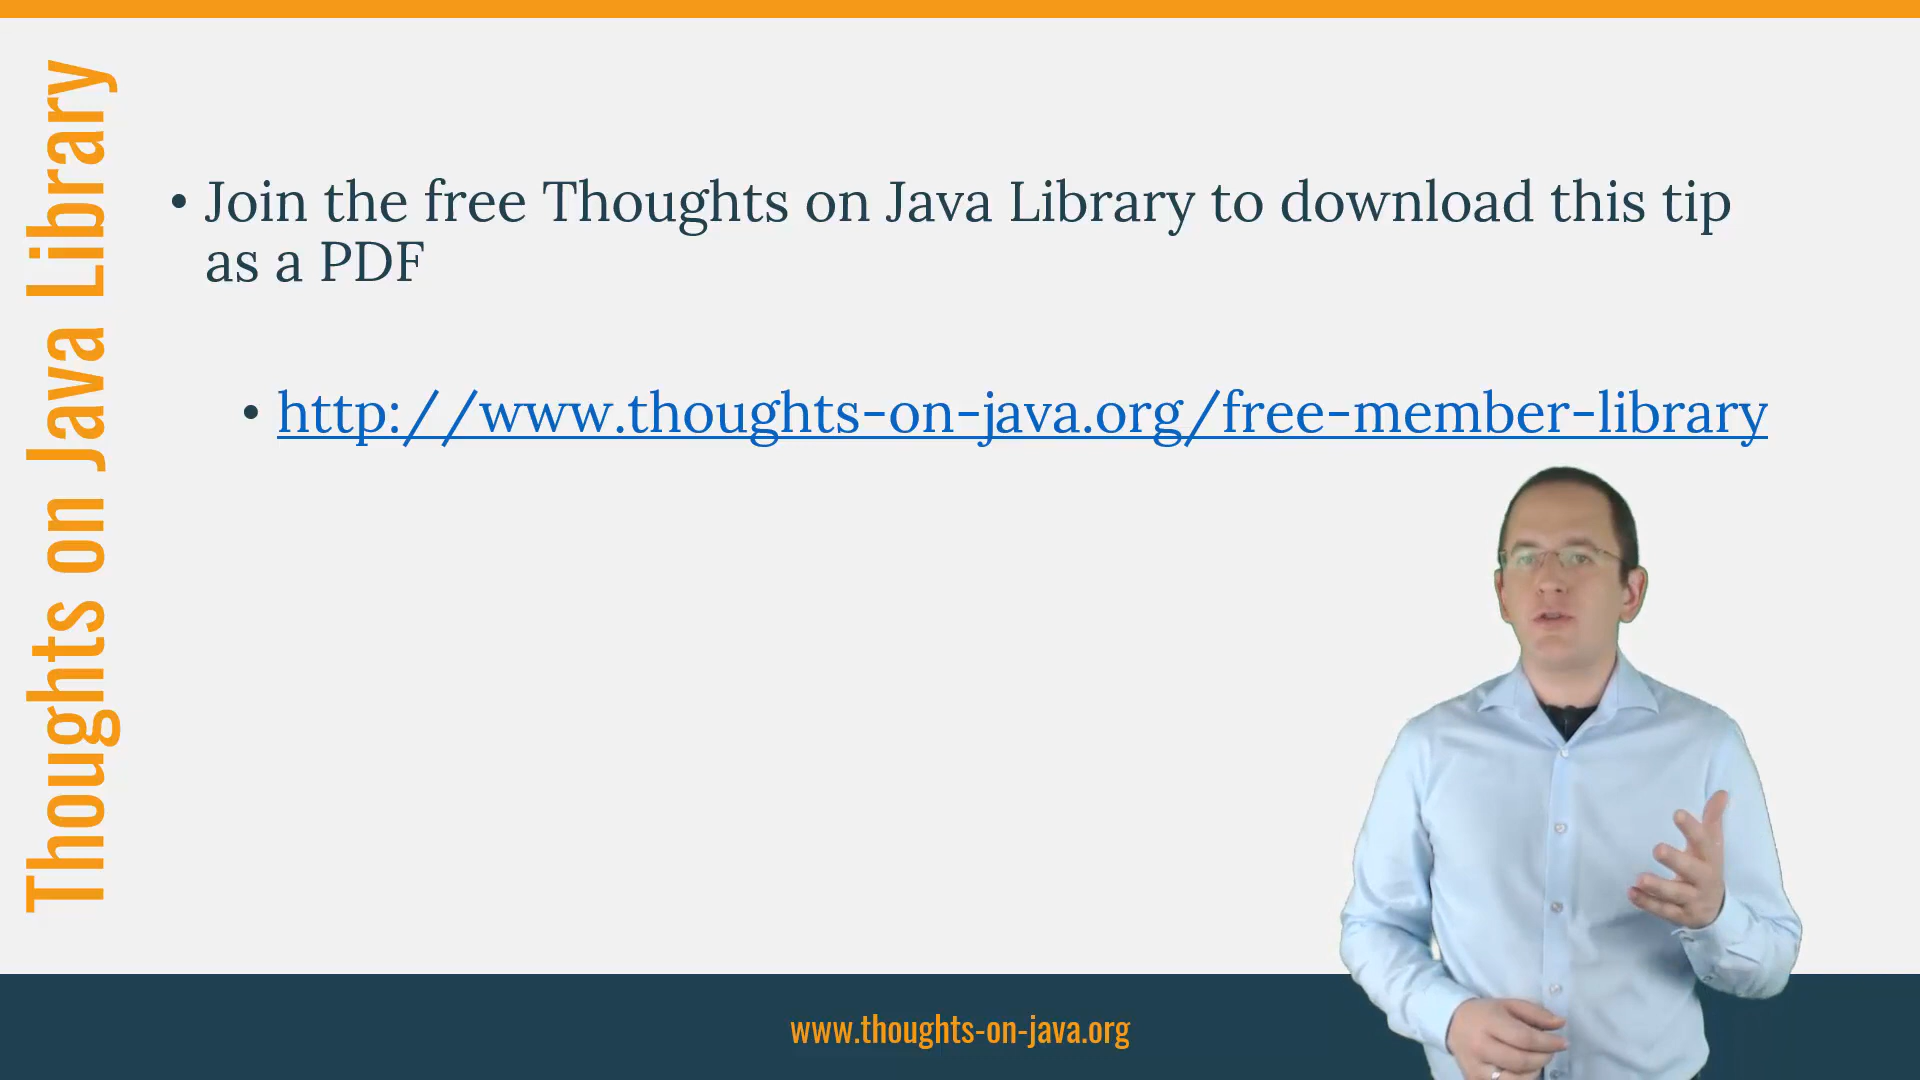 Thoughts on Java Library
• Join the free Thoughts on Java Library to download this tip
as a PDF
• http://www.thoughts-on-java.org/free-member-library
www.thoughts-on-java.org